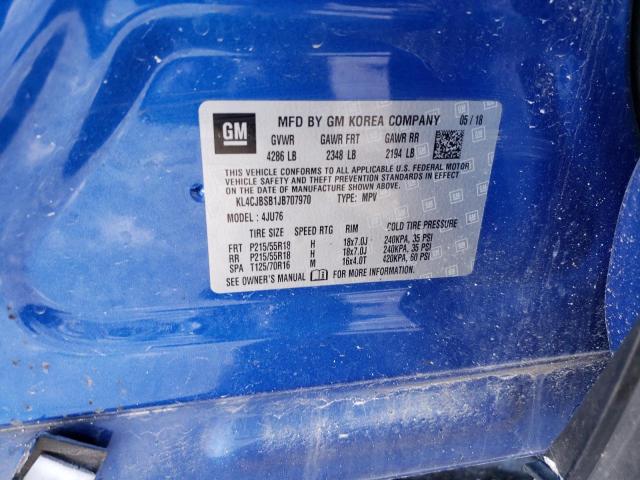 GM MFD BY GM KOREA COMPANY 05/18
GVWR GAWR FRT GAWR RR
4286 LB 2348 LB 2194 LB
THIS VEHICLE CONFORMS TO ALL APPLICABLE U.S. FEDERAL MOTOR
VEHICLE SAFETY AND THEFT PREVENTION STANDARDS IN EFFECT
ON THE DATE OF MANUFACTURE SHOWN ABOVE.
KL4CJBSB1JB707970 TYPE: MPV
MODEL: 4JU76
TIRE SIZE SPEED RTG RIM COLD TIRE PRESSURE
FRT P215/55R18 H 18x7.0J 240KPA, 35 PSI
RR P215/55R18 H 18x7.0J 240KPA, 35 PSI
SPA T125/70R16 M 16x4.0T 420KPA, 60 PSI
SEE OWNER'S MANUAL FOR MORE INFORMATION.